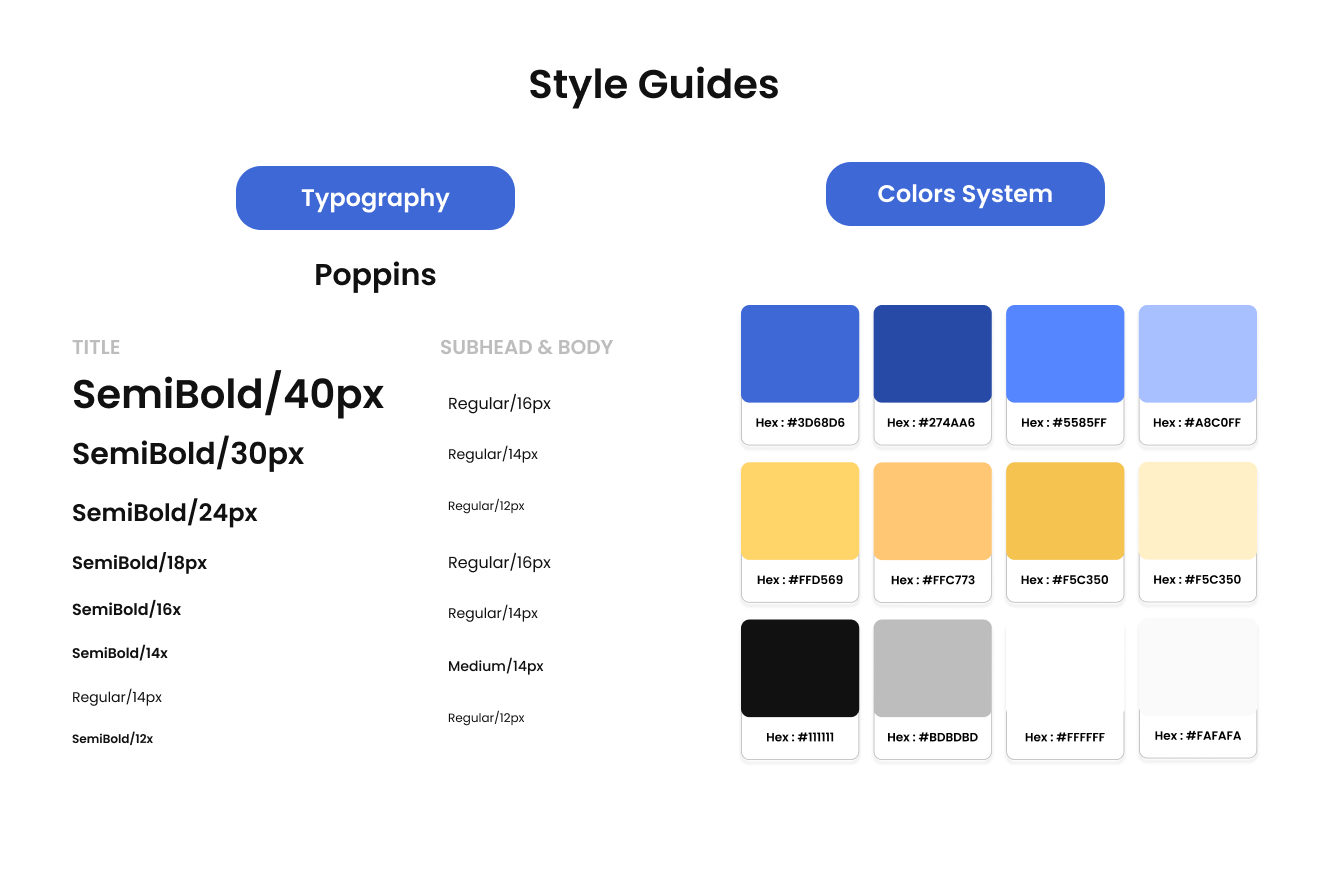 Style Guides
Typography
Poppins
TITLE
SemiBold/40px
SemiBold/30px
SemiBold/24px
SemiBold/18px
SemiBold/16x
SemiBold/14x
Regular/14px
SemiBold/12x
SUBHEAD & BODY
Regular/16px
Regular/14px
Regular/12px
Regular/16px
Regular/14px
Medium/14px
Regular/12px
Colors System
Hex : #3D68D6
Hex : #274AA6
Hex : #5585FF
Hex : #A8C0FF
Hex : #FFD569
Hex : #FFC773
Hex : #F5C350
Hex : #F5C350
Hex : #111111
Hex : #BDBDBD
Hex : #FFFFFF
Hex : #FAFAFA